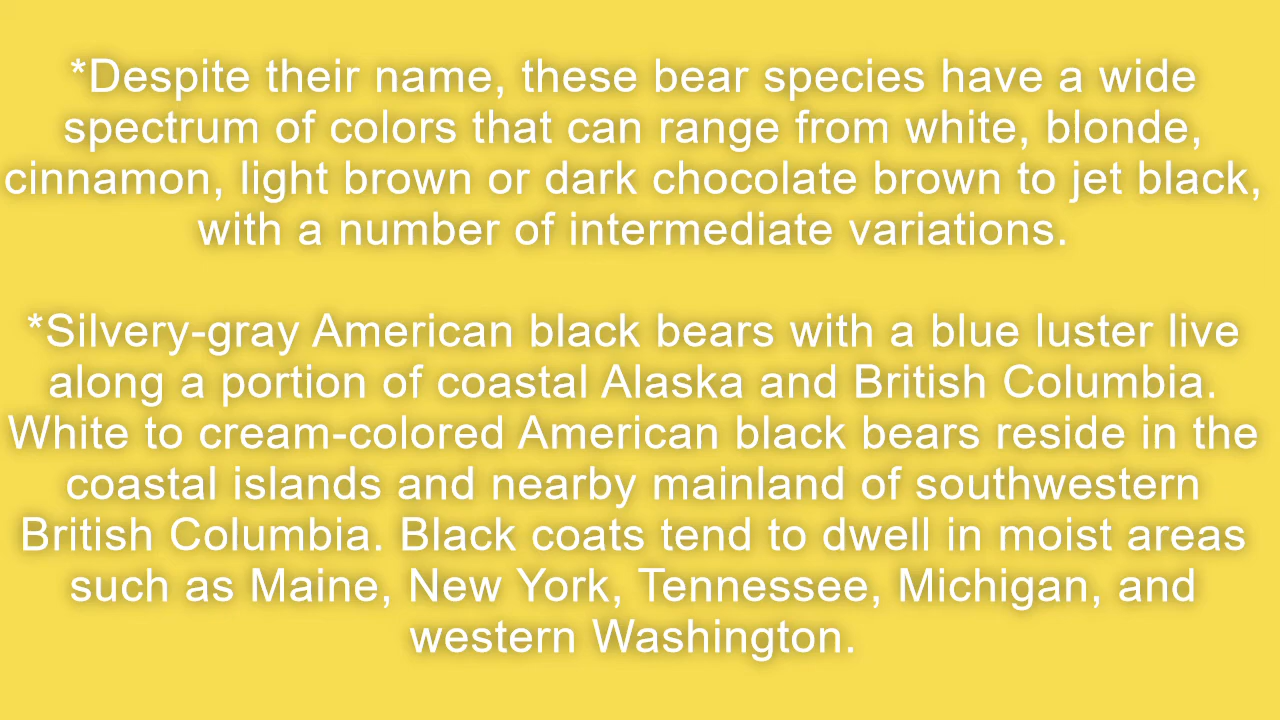 *Despite their name, these bear species have a wide
spectrum of colors that can range from white, blonde,
cinnamon, light brown or dark chocolate brown to jet black,
with a number of intermediate variations.
*Silvery-gray American black bears with a blue luster live
along a portion of coastal Alaska and British Columbia.
White to cream-colored American black bears reside in the
coastal islands and nearby mainland of southwestern
British Columbia. Black coats tend to dwell in moist areas
such as Maine, New York, Tennessee, Michigan, and
western Washington.